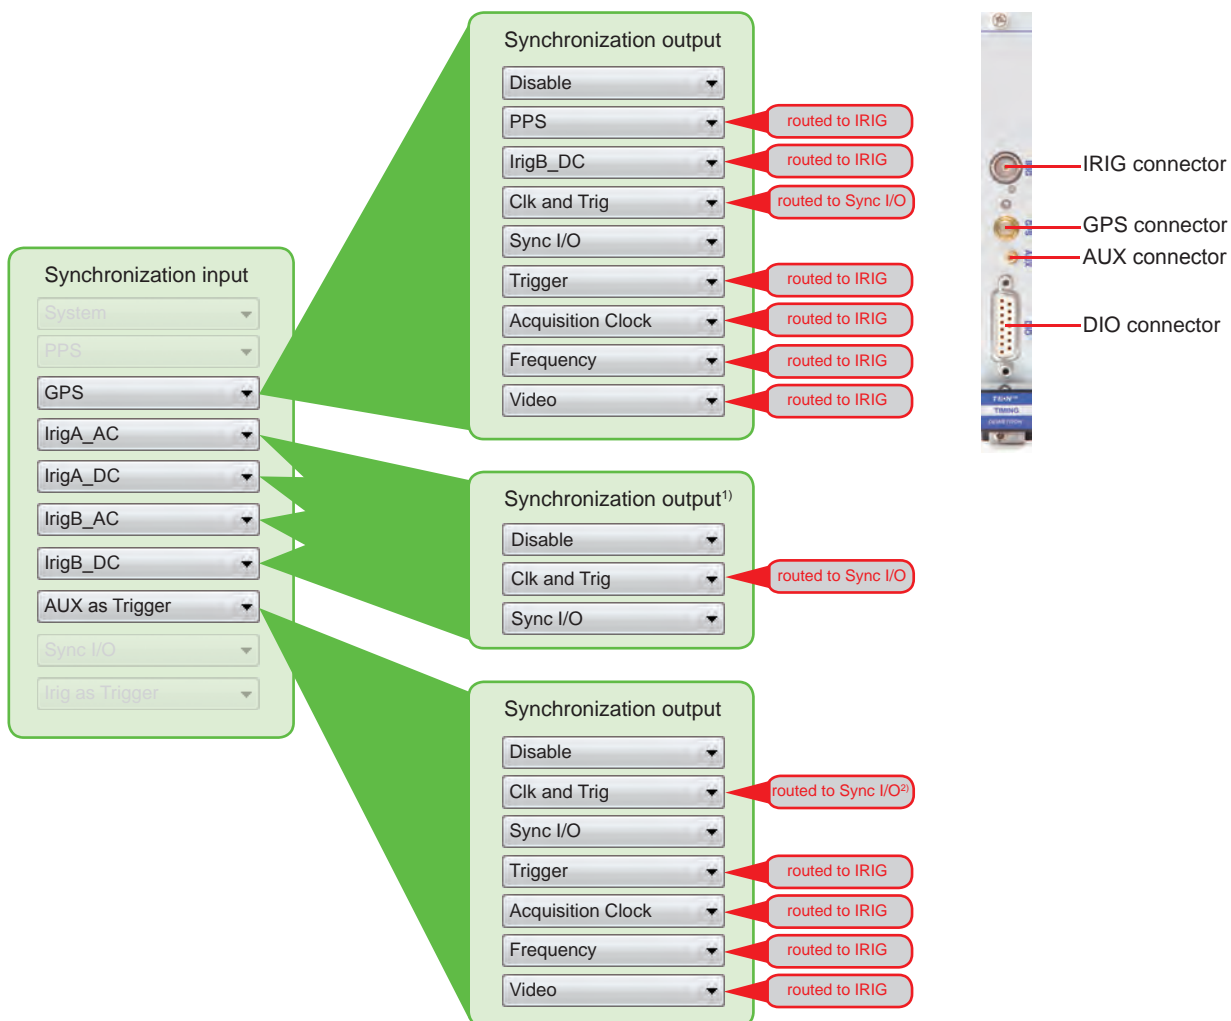 Synchronization input
System
PPS
GPS
IrigA_AC
IrigA_DC
IrigB_AC
IrigB_DC
AUX as Trigger
Sync I/O
Irig as Trigger
Synchronization output
Disable
PPS routed to IRIG
IrigB_DC routed to IRIG
Clk and Trig routed to Sync I/O
Sync I/O
Trigger routed to IRIG
Acquisition Clock routed to IRIG
Frequency routed to IRIG
Video routed to IRIG
Synchronization output1)
Disable
Clk and Trig routed to Sync I/O
Sync I/O
Synchronization output
Disable
Clk and Trig routed to Sync I/O2)
Sync I/O
Trigger routed to IRIG
Acquisition Clock routed to IRIG
Frequency routed to IRIG
Video routed to IRIG
IRIG connector
GPS connector
AUX connector
DIO connector
TIMING